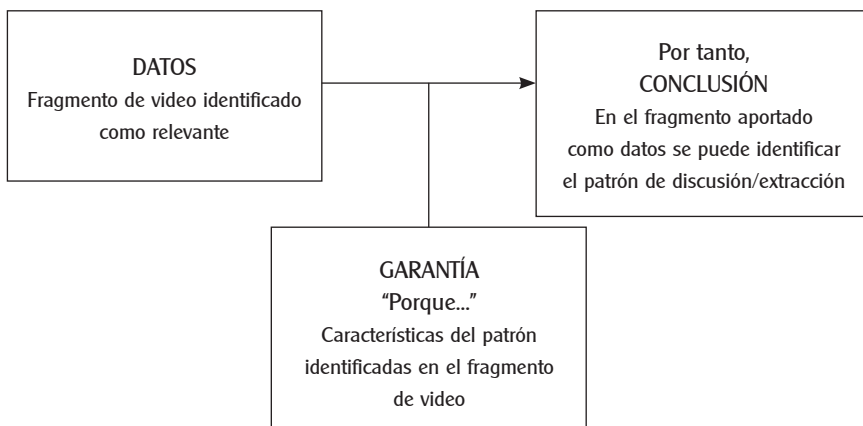 DATOS
Fragmento de video identificado
como relevante
Por tanto,
CONCLUSIÓN
En el fragmento aportado
como datos se puede identificar
el patrón de discusión/extracción
GARANTÍA
“Porque...”
Características del patrón
identificadas en el fragmento
de video